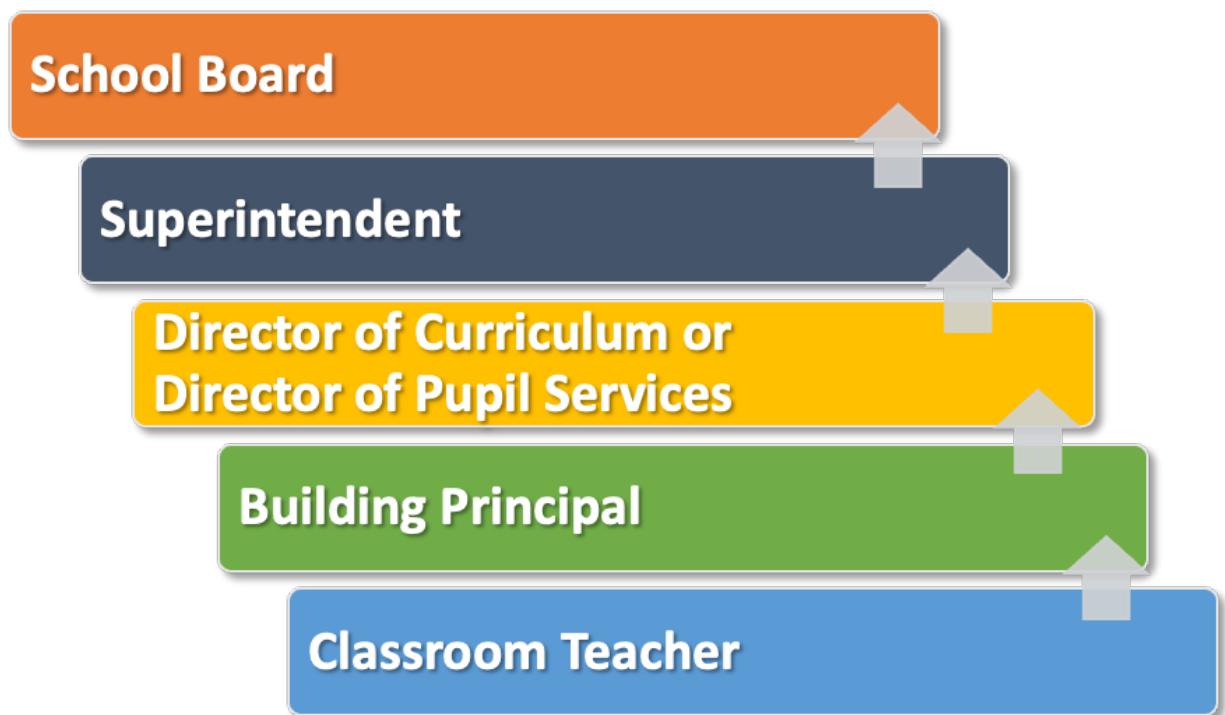 School Board
Superintendent
Director of Curriculum or
Director of Pupil Services
Building Principal
Classroom Teacher